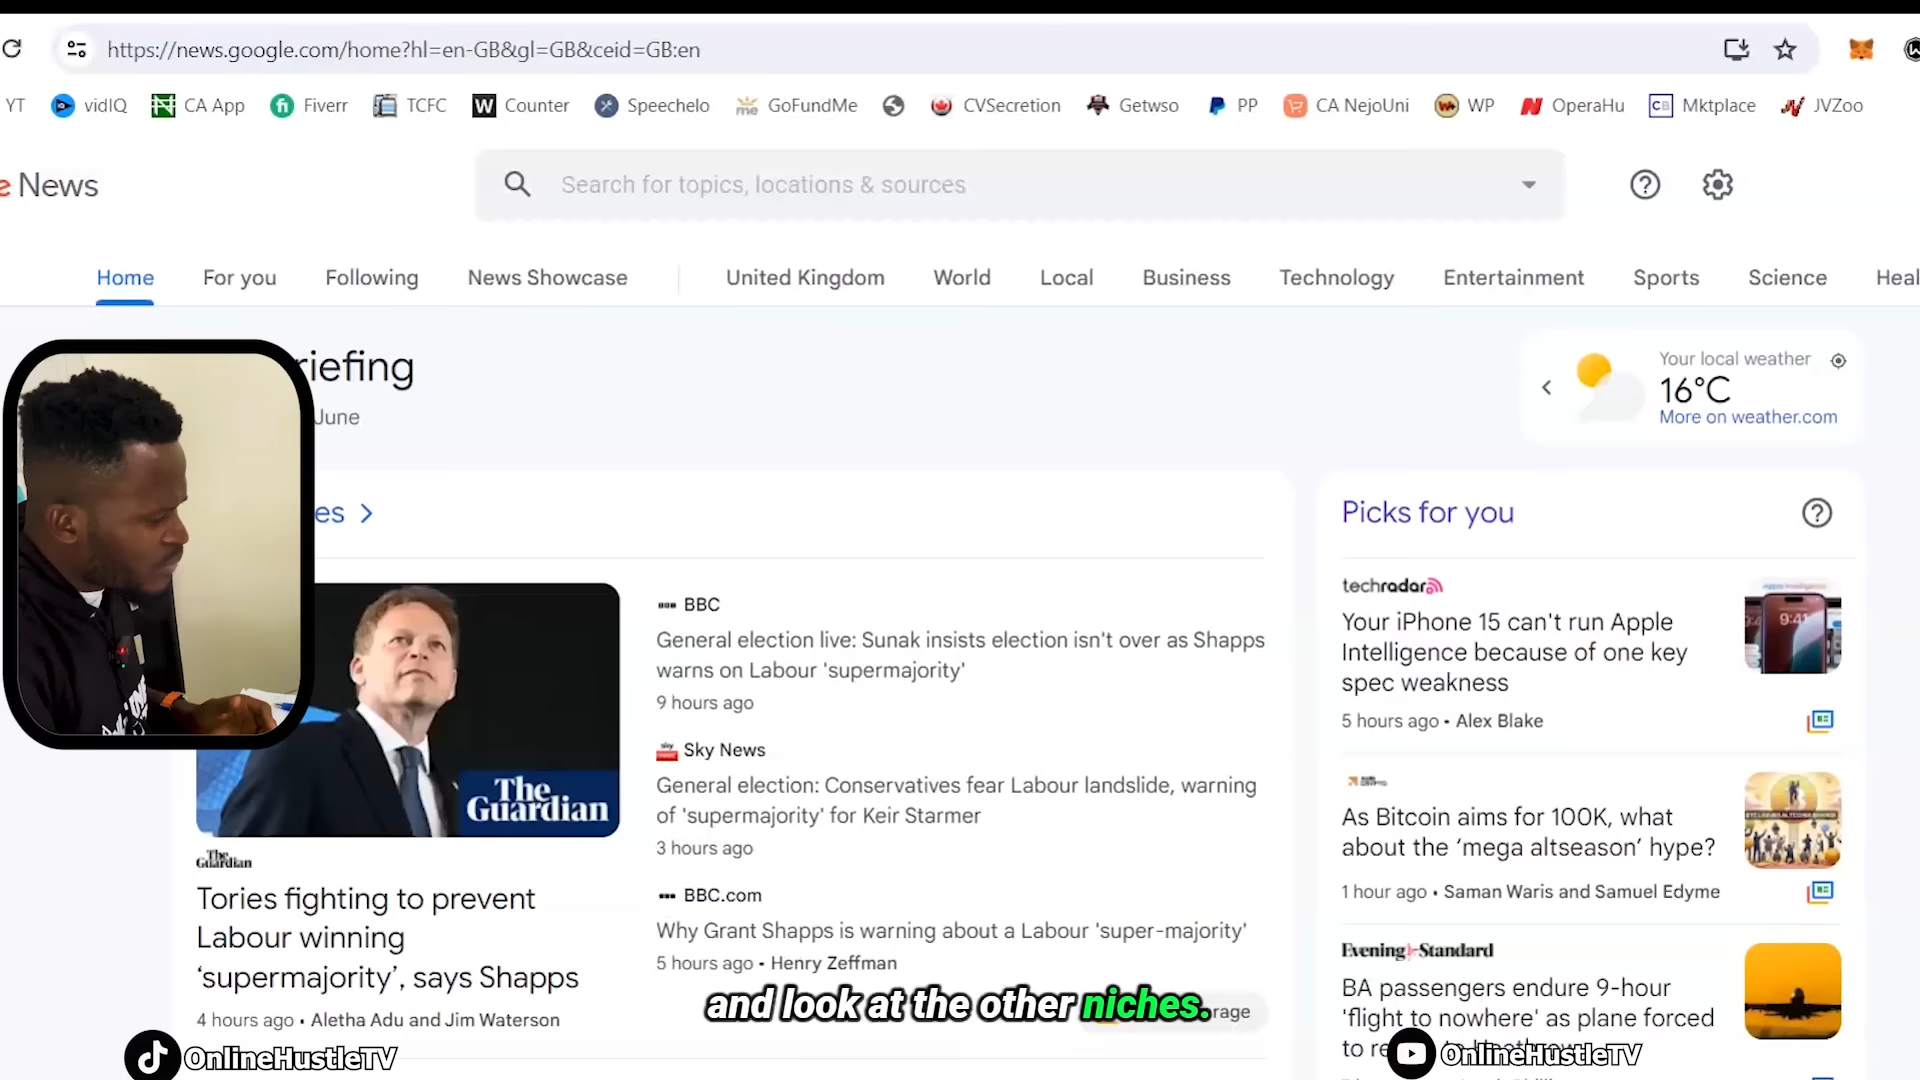 https://news.google.com/home?hl=en-GB&gl=GB&ceid=GB:en
YT vidIQ CA App Fiverr TCFC Counter Speechelo GoFundMe CVSecretion Getwso PP CA NejoUni WP OperaHu Mktplace JVZoo
e News
Search for topics, locations & sources
Home For you Following News Showcase United Kingdom World Local Business Technology Entertainment Sports Science Heal
riefing
June
Your local weather
16°C
More on weather.com
es >
The
Guardian
The
Guardian
Tories fighting to prevent
Labour winning
‘supermajority’, says Shapps
4 hours ago • Aletha Adu and Jim Waterson
BBC
General election live: Sunak insists election isn't over as Shapps
warns on Labour 'supermajority'
9 hours ago
sky
Sky News
General election: Conservatives fear Labour landslide, warning
of 'supermajority' for Keir Starmer
3 hours ago
BBC.com
Why Grant Shapps is warning about a Labour 'super-majority'
5 hours ago • Henry Zeffman
rage
Picks for you
techradar
Your iPhone 15 can't run Apple
Intelligence because of one key
spec weakness
5 hours ago • Alex Blake
9:41
As Bitcoin aims for 100K, what
about the ‘mega altseason’ hype?
1 hour ago • Saman Waris and Samuel Edyme
Evening Standard
BA passengers endure 9-hour
'flight to nowhere' as plane forced
to re
and look at the other niches.
OnlineHustleTV
OnlineHustleTV